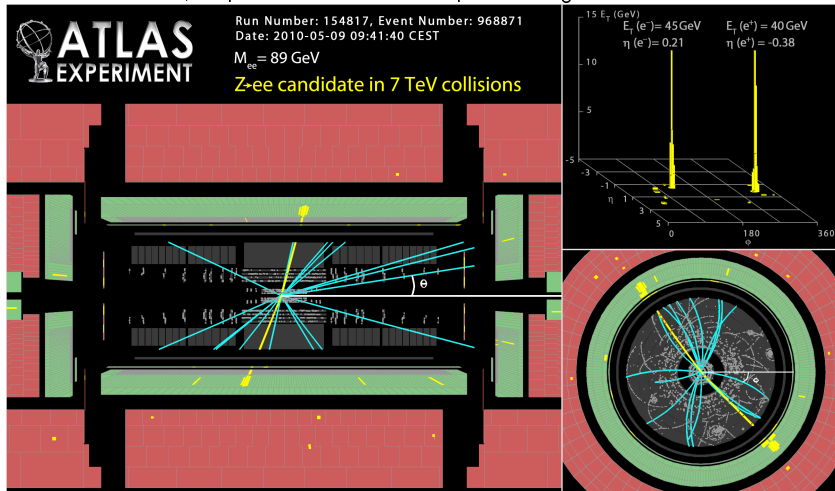 ATLAS
EXPERIMENT
Run Number: 154817, Event Number: 968871
Date: 2010-05-09 09:41:40 CEST
M_ee = 89 GeV
Z→ee candidate in 7 TeV collisions
θ
15 E_T (GeV)
E_T (e⁻) = 45 GeV
η (e⁻) = 0.21
E_T (e⁺) = 40 GeV
η (e⁺) = -0.38
10
5
-5
-3
-1
η 1
3
5
0
180
360
Φ